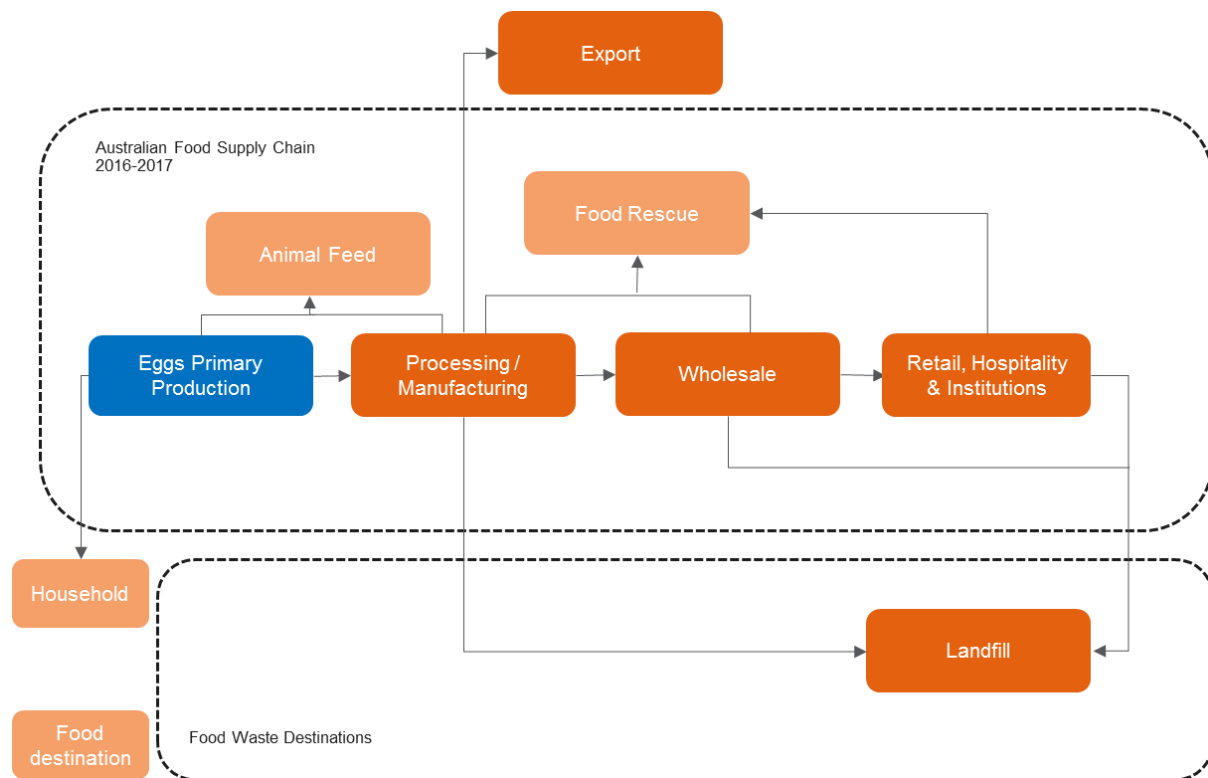 Export
Australian Food Supply Chain
2016-2017
Food Rescue
Animal Feed
Eggs Primary
Production
Processing /
Manufacturing
Wholesale
Retail, Hospitality
& Institutions
Household
Landfill
Food
destination
Food Waste Destinations